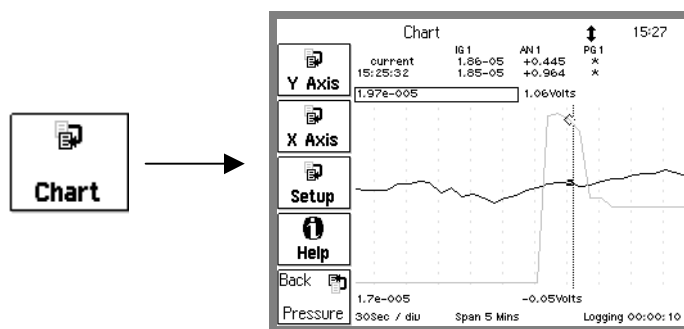 Chart
Chart 15:27
IG1 AN1 PG1
current 1.86-05 +0.445 *
15:25:32 1.85-05 +0.964 *
1.97e-005 1.06Volts
Y Axis
X Axis
Setup
Help
Back
Pressure
1.7e-005 -0.05Volts
30Sec / div Span 5 Mins Logging 00:00:10